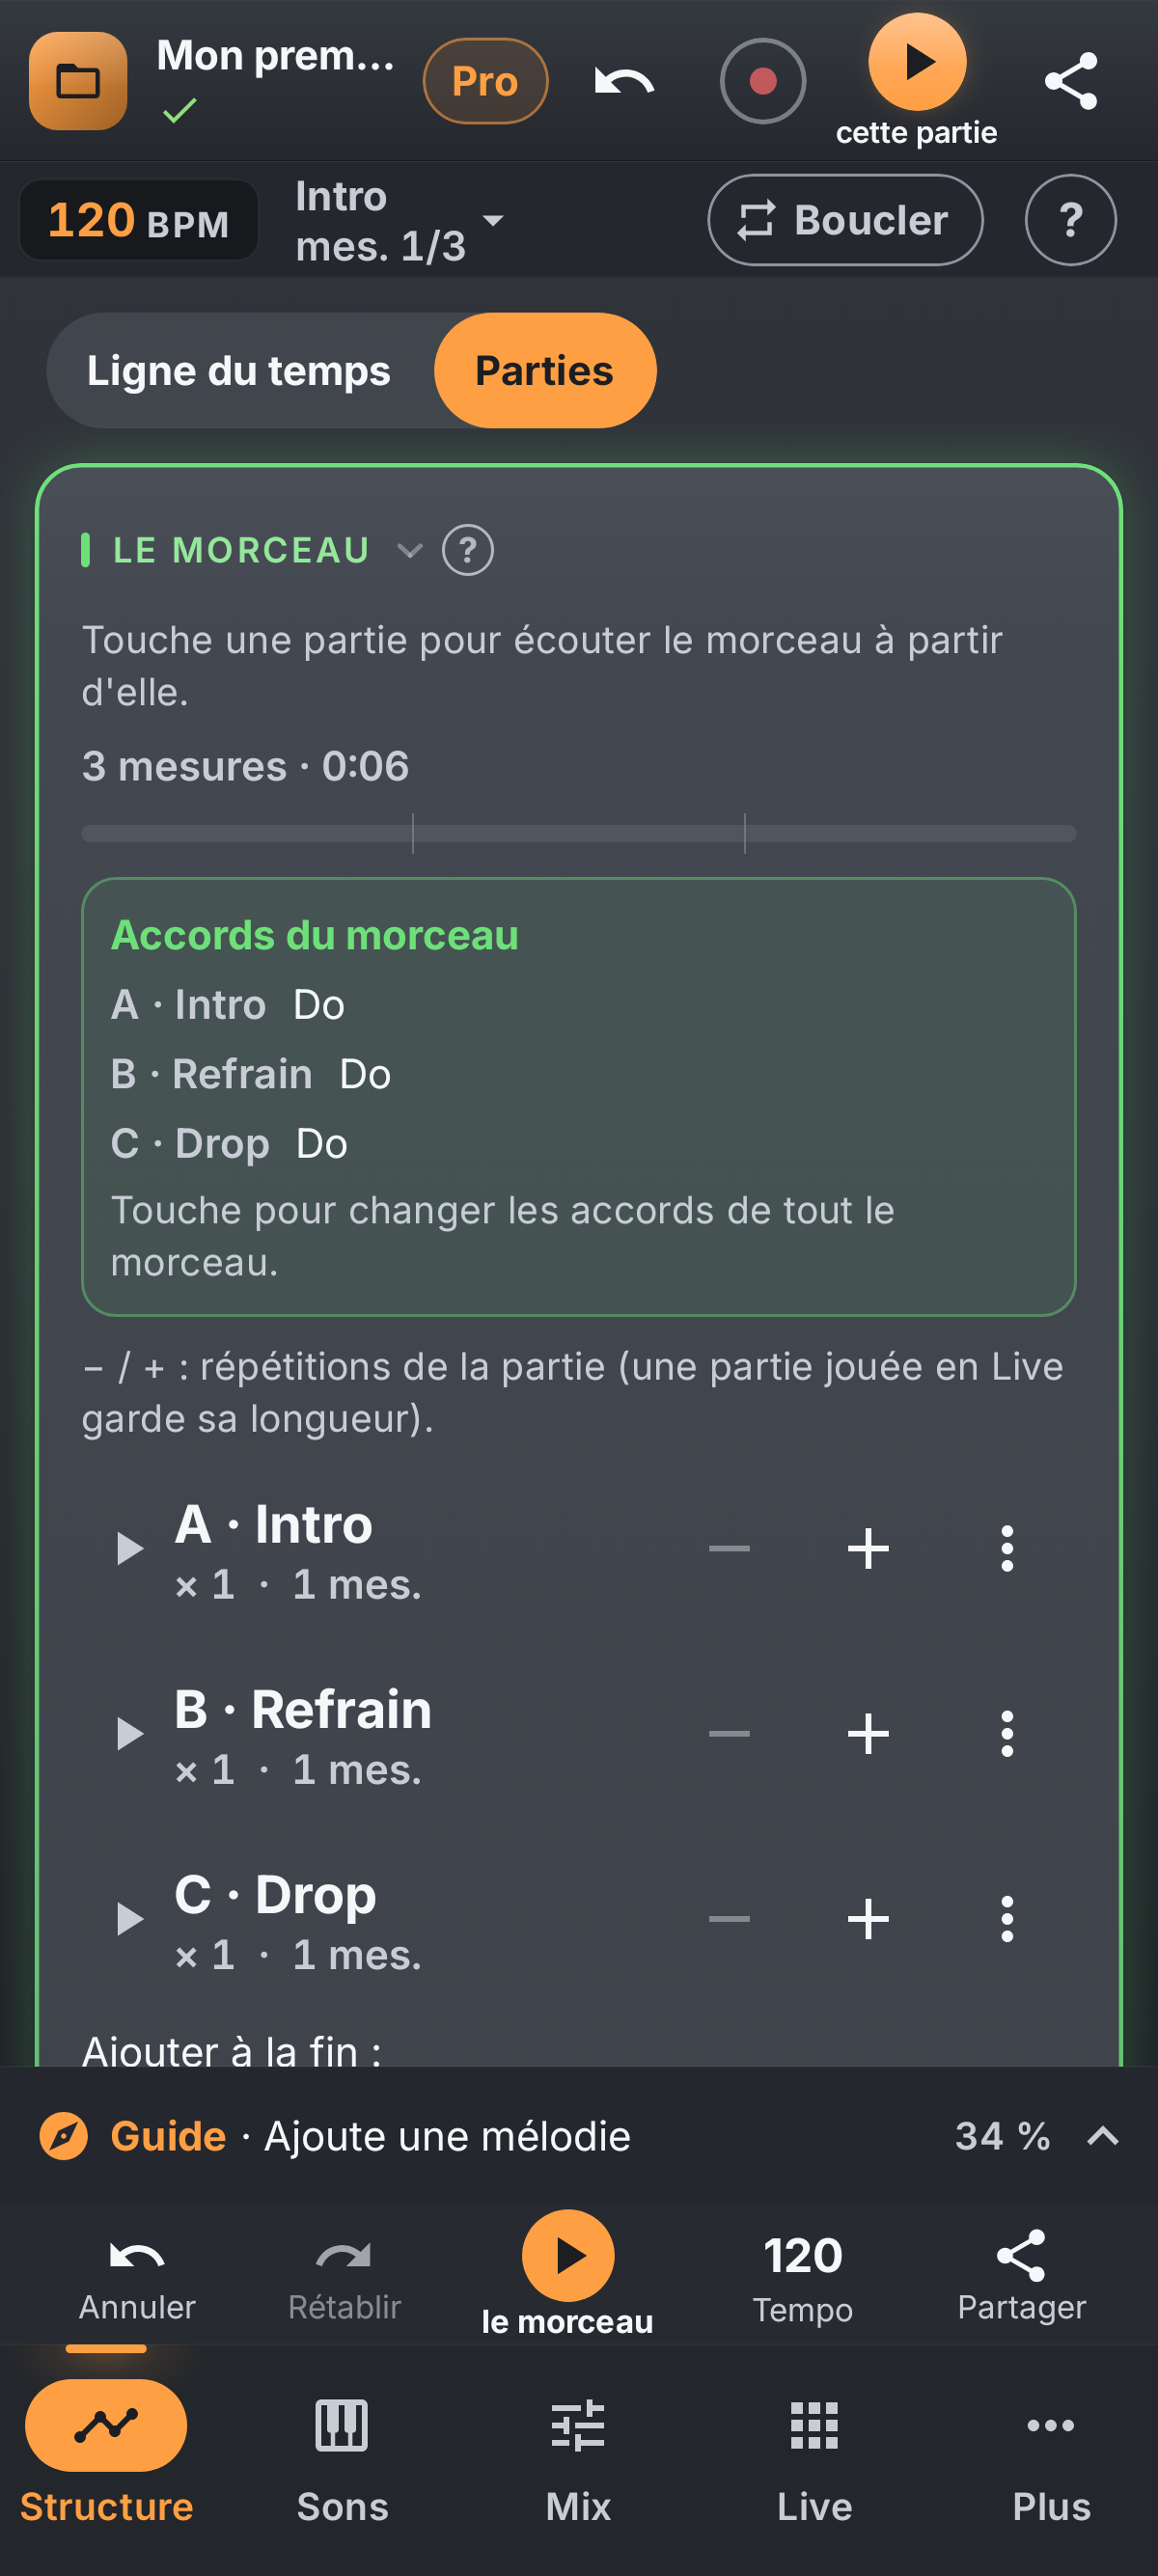 Mon prem...
Pro
cette partie
120 BPM
Intro
mes. 1/3
Boucler
?
Ligne du temps
Parties
LE MORCEAU
?
Touche une partie pour écouter le morceau à partir
d'elle.
3 mesures · 0:06
Accords du morceau
A · Intro Do
B · Refrain Do
C · Drop Do
Touche pour changer les accords de tout le
morceau.
− / + : répétitions de la partie (une partie jouée en Live
garde sa longueur).
A · Intro
× 1 · 1 mes.
B · Refrain
× 1 · 1 mes.
C · Drop
× 1 · 1 mes.
Ajouter à la fin :
Guide · Ajoute une mélodie
34 %
Annuler
Rétablir
le morceau
120
Tempo
Partager
Structure
Sons
Mix
Live
Plus